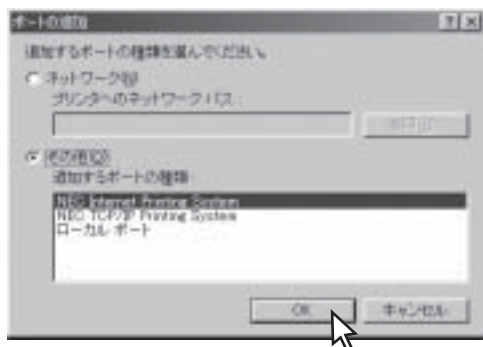 ポートの追加
追加するポートの種類を選んでください。
ネットワーク(W)
プリンタへのネットワーク パス:
その他(O)
追加するポートの種類:
NEC Internet Printing System
NEC TCP/IP Printing System
ローカル ポート
OK
キャンセル